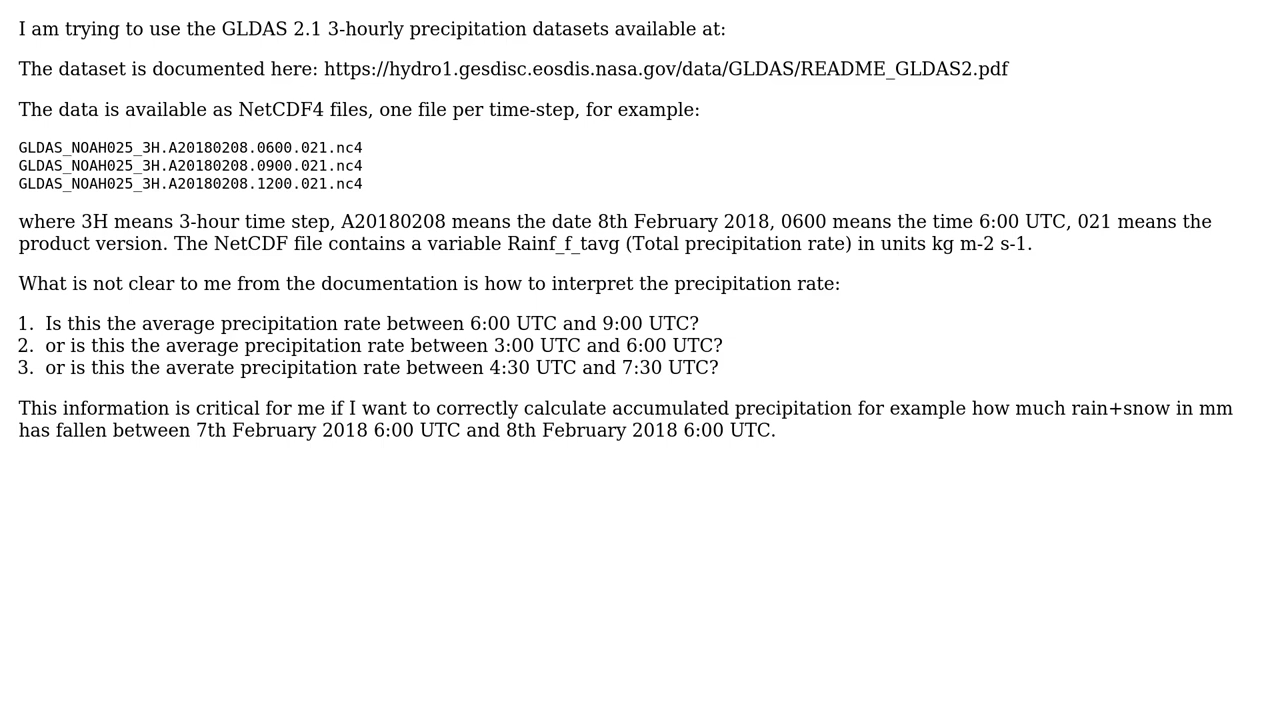 I am trying to use the GLDAS 2.1 3-hourly precipitation datasets available at:
The dataset is documented here: https://hydro1.gesdisc.eosdis.nasa.gov/data/GLDAS/README_GLDAS2.pdf
The data is available as NetCDF4 files, one file per time-step, for example:
GLDAS_NOAH025_3H.A20180208.0600.021.nc4
GLDAS_NOAH025_3H.A20180208.0900.021.nc4
GLDAS_NOAH025_3H.A20180208.1200.021.nc4
where 3H means 3-hour time step, A20180208 means the date 8th February 2018, 0600 means the time 6:00 UTC, 021 means the
product version. The NetCDF file contains a variable Rainf_f_tavg (Total precipitation rate) in units kg m-2 s-1.
What is not clear to me from the documentation is how to interpret the precipitation rate:
1. Is this the average precipitation rate between 6:00 UTC and 9:00 UTC?
2. or is this the average precipitation rate between 3:00 UTC and 6:00 UTC?
3. or is this the averate precipitation rate between 4:30 UTC and 7:30 UTC?
This information is critical for me if I want to correctly calculate accumulated precipitation for example how much rain+snow in mm
has fallen between 7th February 2018 6:00 UTC and 8th February 2018 6:00 UTC.